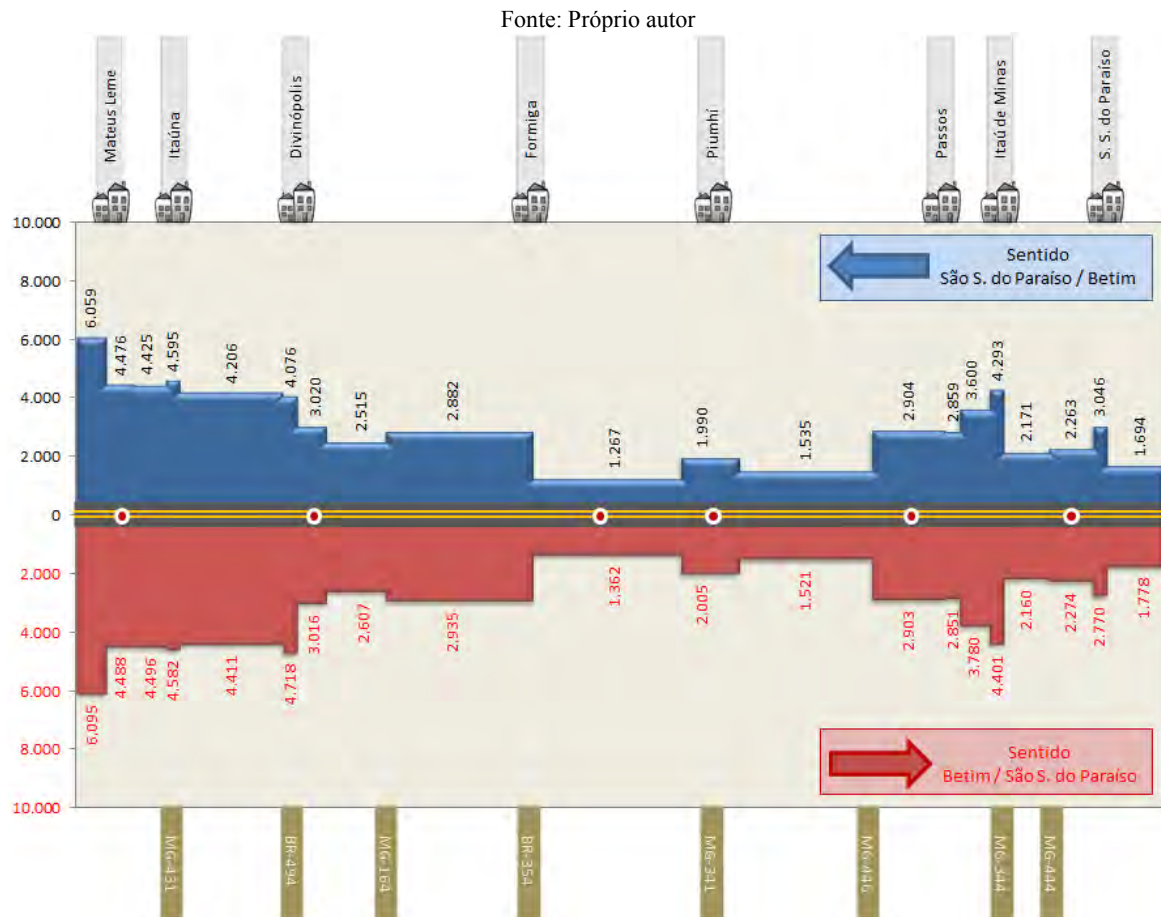 Fonte: Próprio autor
Mateus Leme
Itaúna
Divinópolis
Formiga
Piumhi
Passos
Itaú de Minas
S. S. do Paraíso
10.000
8.000
6.000
4.000
2.000
0
2.000
4.000
6.000
8.000
10.000
Sentido
São S. do Paraíso / Betim
6.059
4.476
4.425
4.595
4.206
4.076
3.020
2.515
2.882
1.267
1.990
1.535
2.904
2.859
3.600
4.293
2.171
2.263
3.046
1.694
6.095
4.488
4.496
4.582
4.411
4.718
3.016
2.607
2.935
1.362
2.005
1.521
2.903
2.851
3.780
4.401
2.160
2.274
2.770
1.778
Sentido
Betim / São S. do Paraíso
MG-431
BR-494
MG-164
BR-354
MG-341
MG-446
MG-344
MG-444